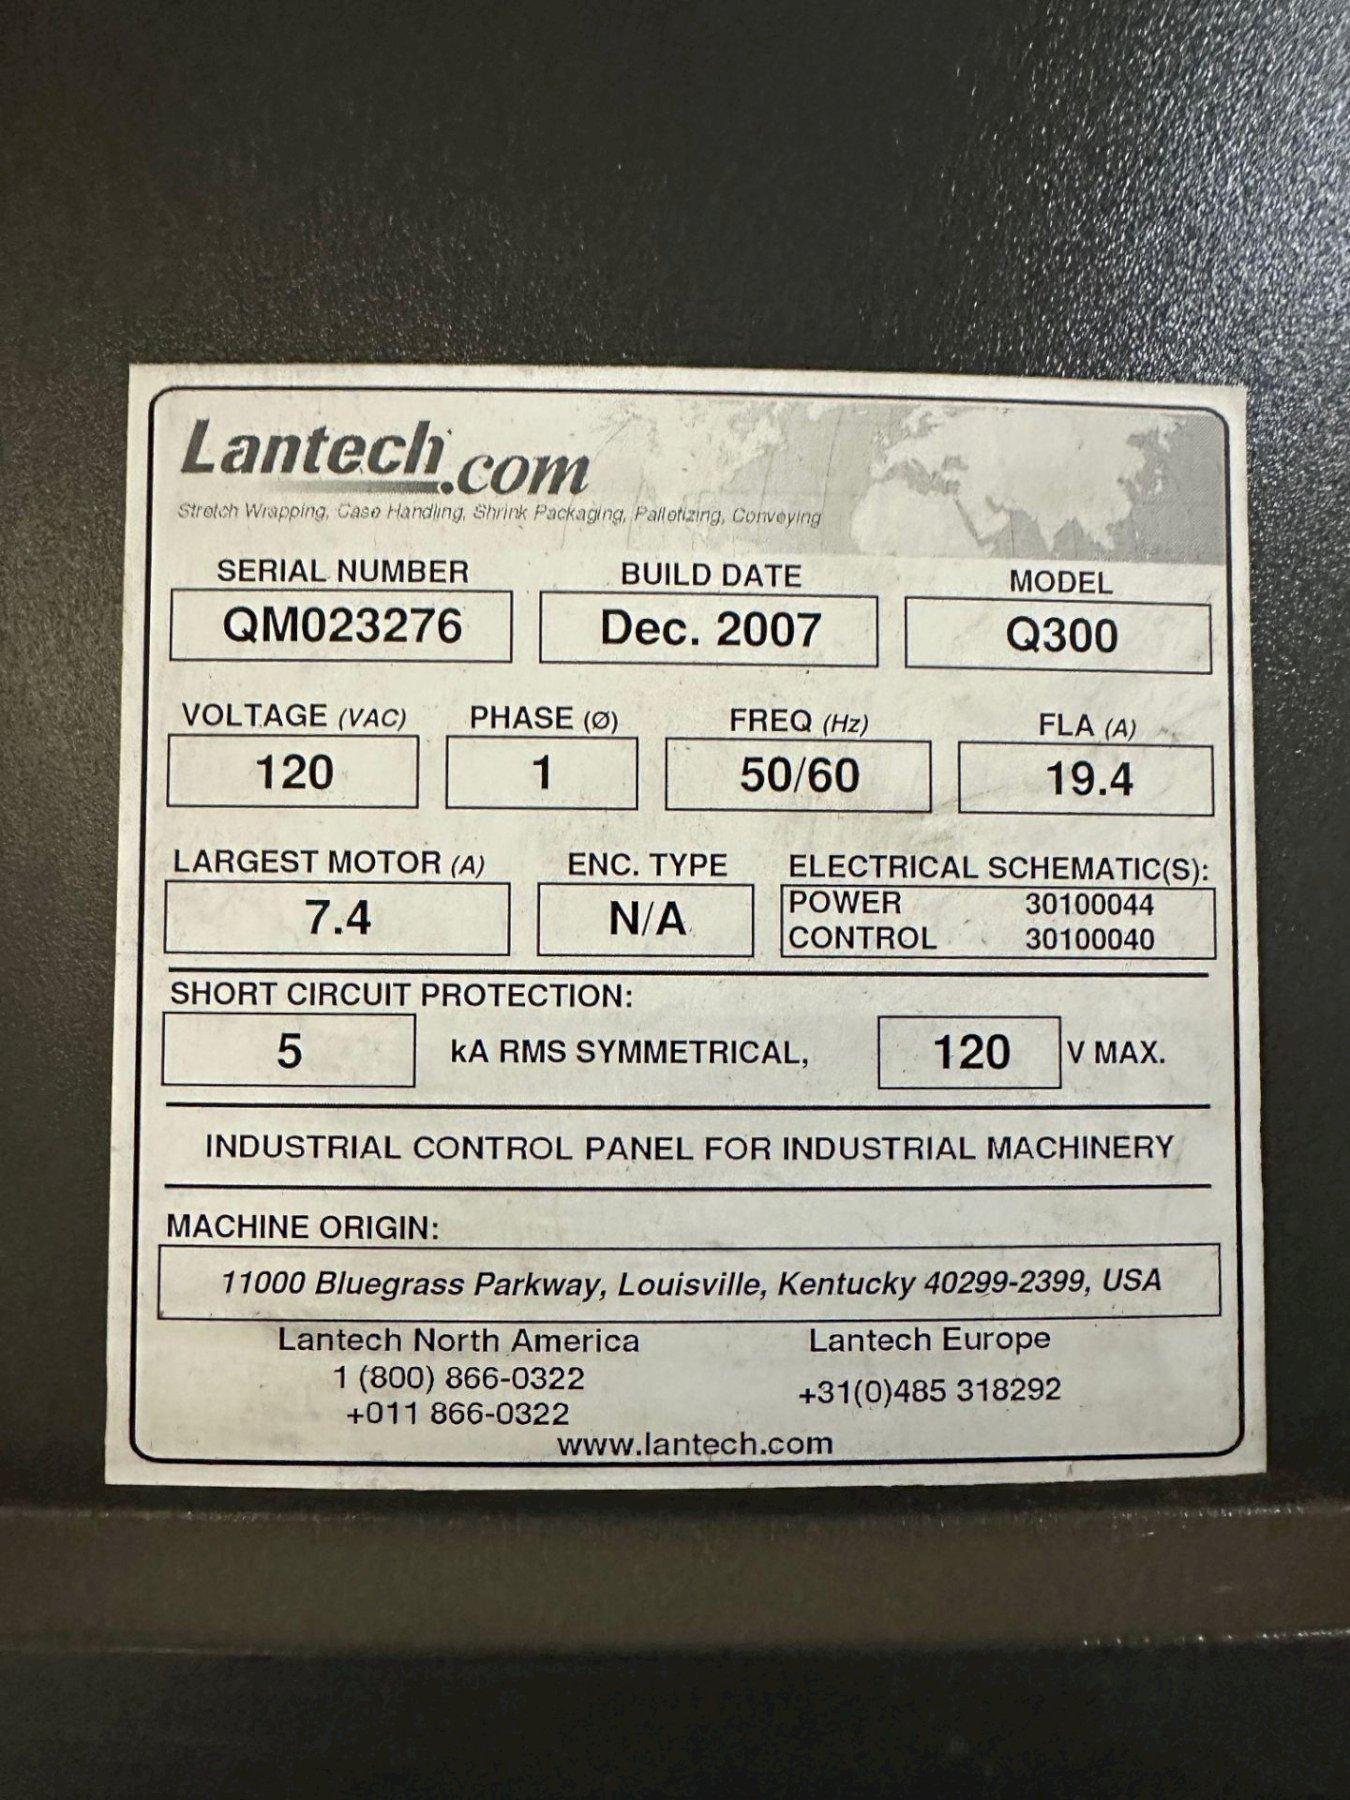 Lantech.com
Stretch Wrapping, Case Handling, Shrink Packaging, Palletizing, Conveying
SERIAL NUMBER BUILD DATE MODEL
QM023276 Dec. 2007 Q300
VOLTAGE (VAC) PHASE (Ø) FREQ (Hz) FLA (A)
120 1 50/60 19.4
LARGEST MOTOR (A) ENC. TYPE ELECTRICAL SCHEMATIC(S):
7.4 N/A POWER 30100044
CONTROL 30100040
SHORT CIRCUIT PROTECTION:
5 kA RMS SYMMETRICAL, 120 V MAX.
INDUSTRIAL CONTROL PANEL FOR INDUSTRIAL MACHINERY
MACHINE ORIGIN:
11000 Bluegrass Parkway, Louisville, Kentucky 40299-2399, USA
Lantech North America Lantech Europe
1 (800) 866-0322 +31(0)485 318292
+011 866-0322
www.lantech.com